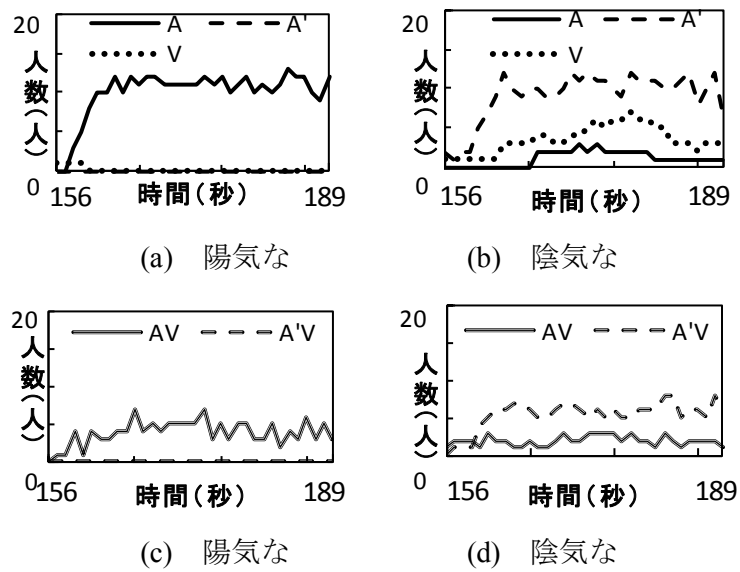 20
A
A'
V
人数(人)
0
156
時間(秒)
189
(a) 陽気な
20
A
A'
V
人数(人)
0
156
時間(秒)
189
(b) 陰気な
20
AV
A'V
人数(人)
0
156
時間(秒)
189
(c) 陽気な
20
AV
A'V
人数(人)
0
156
時間(秒)
189
(d) 陰気な